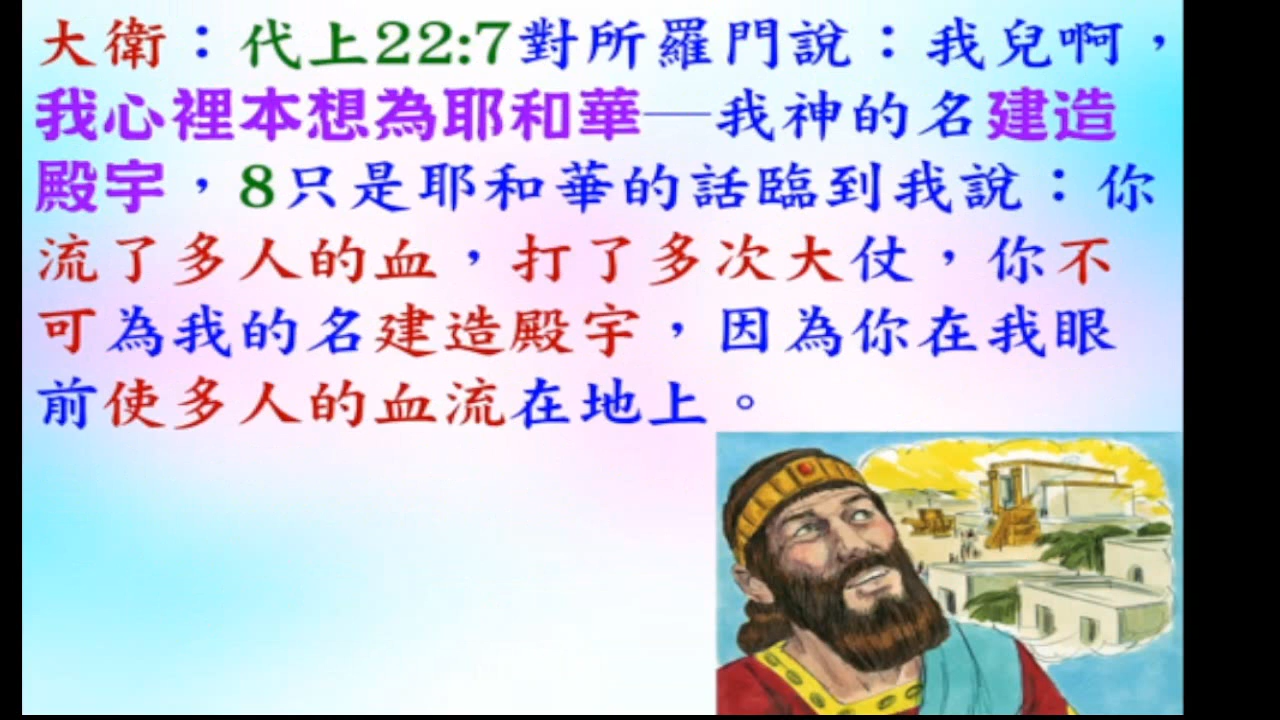 大衛：代上22:7對所羅門說：我兒啊，
我心裡本想為耶和華─我神的名建造
殿宇，8只是耶和華的話臨到我說：你
流了多人的血，打了多次大仗，你不
可為我的名建造殿宇，因為你在我眼
前使多人的血流在地上。